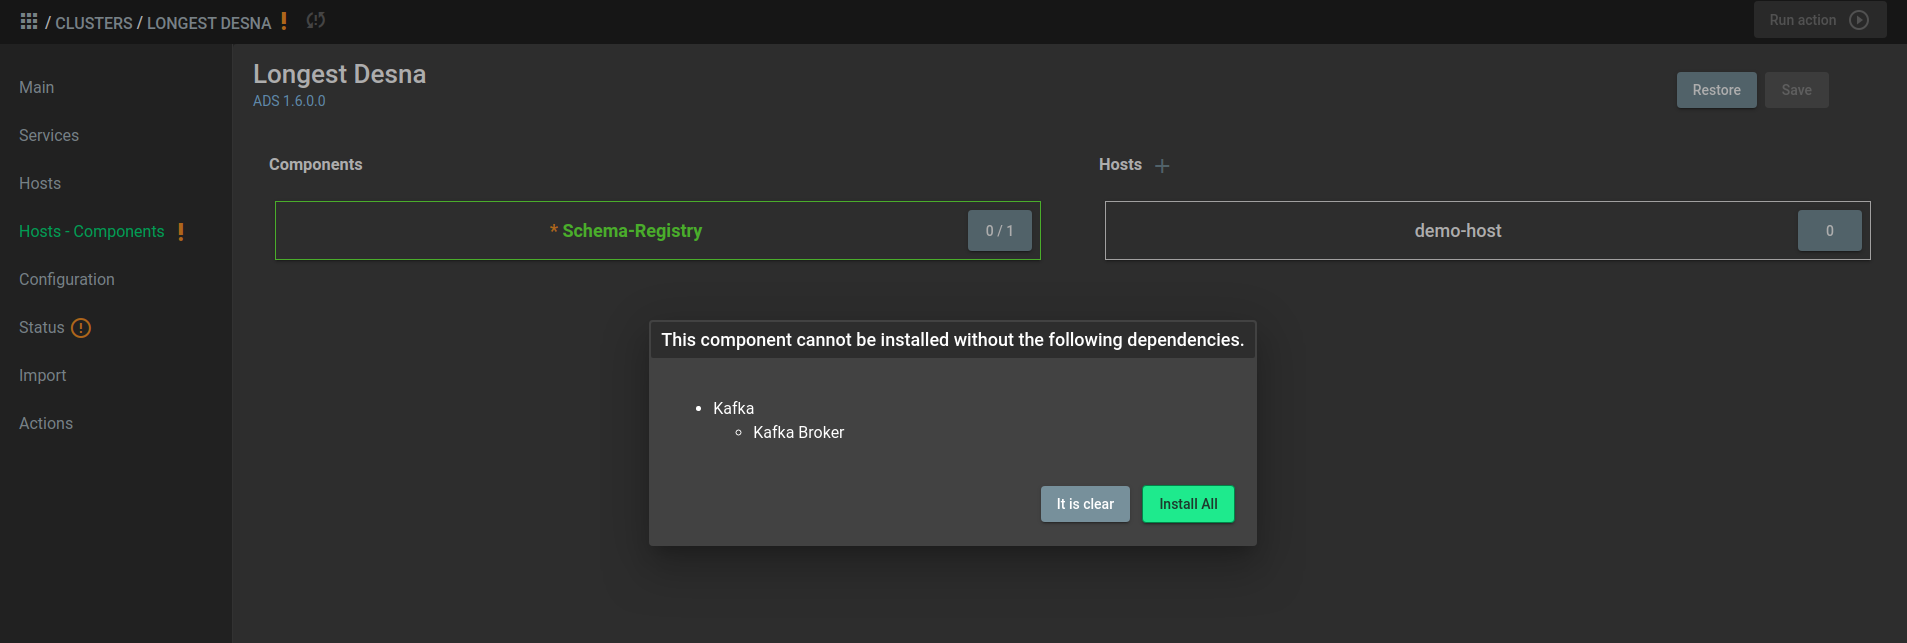 / CLUSTERS / LONGEST DESNA !
Run action
Main
Services
Hosts
Hosts - Components !
Configuration
Status !
Import
Actions
Longest Desna
ADS 1.6.0.0
Restore
Save
Components
Hosts +
* Schema-Registry
0 / 1
demo-host
0
This component cannot be installed without the following dependencies.
• Kafka
◦ Kafka Broker
It is clear
Install All